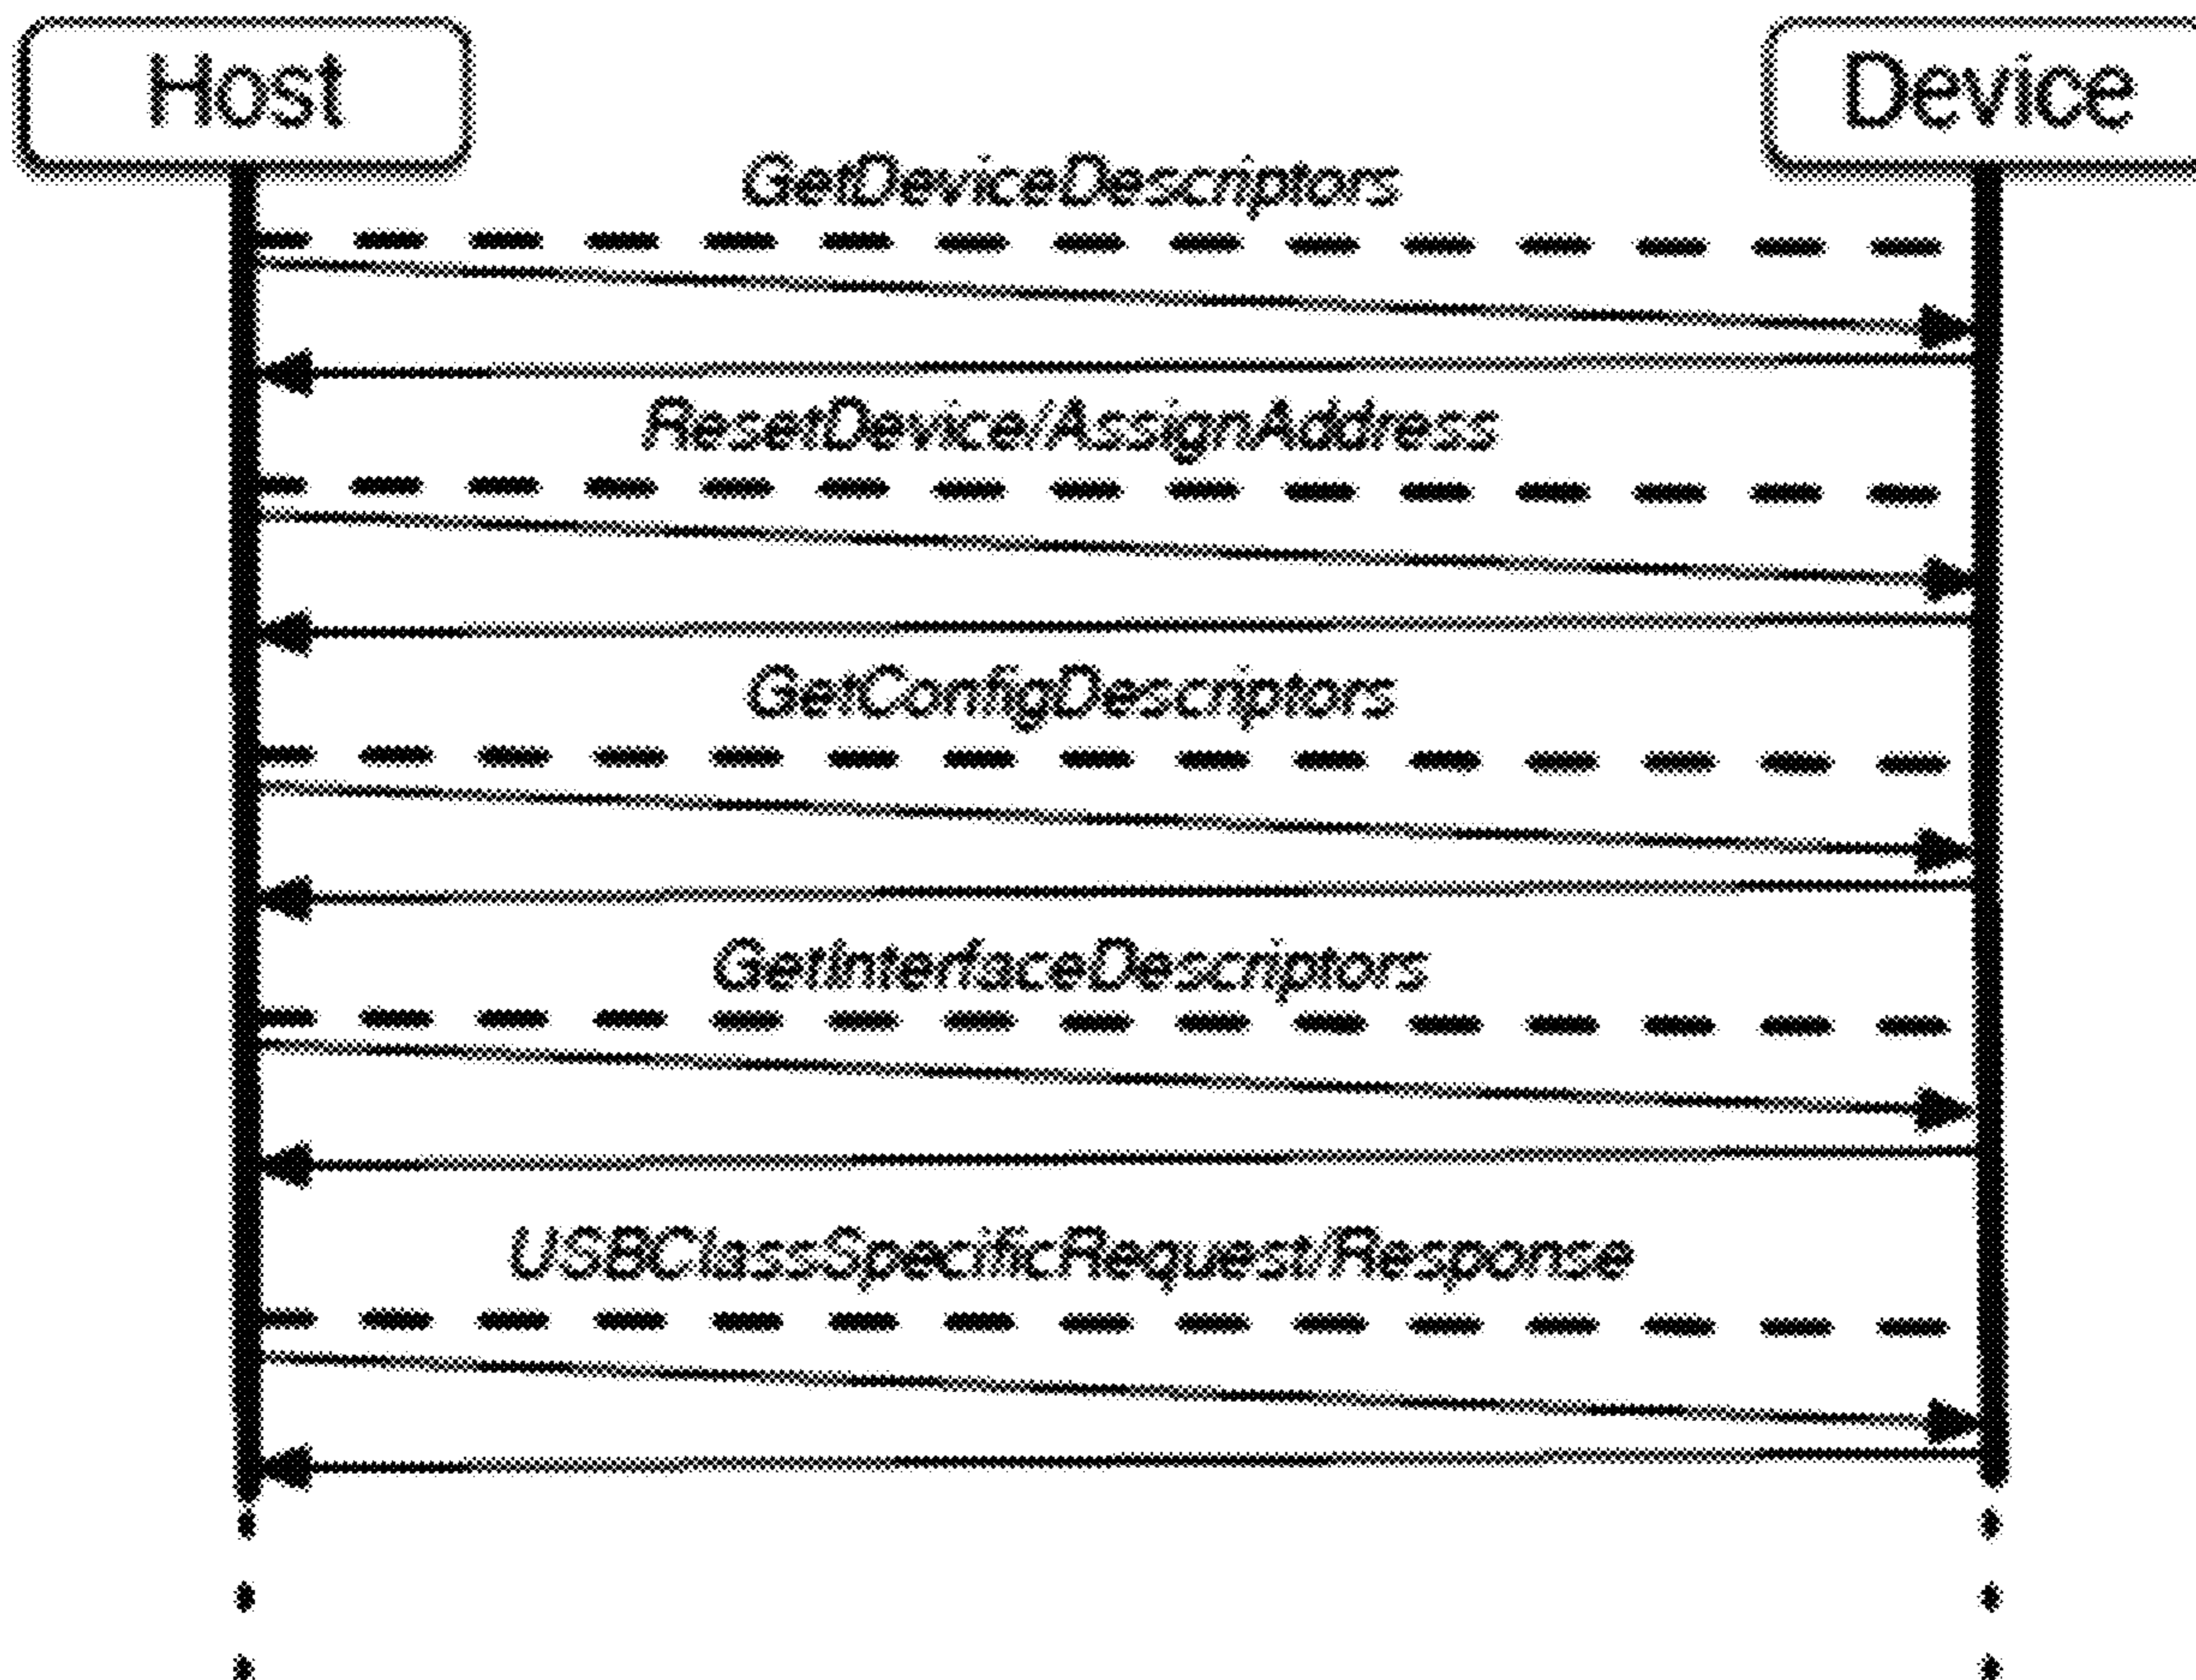 Host
Device
GetDeviceDescriptors
ResetDevice/AssignAddress
GetConfigDescriptors
GetInterfaceDescriptors
USBClassSpecificRequest/Response